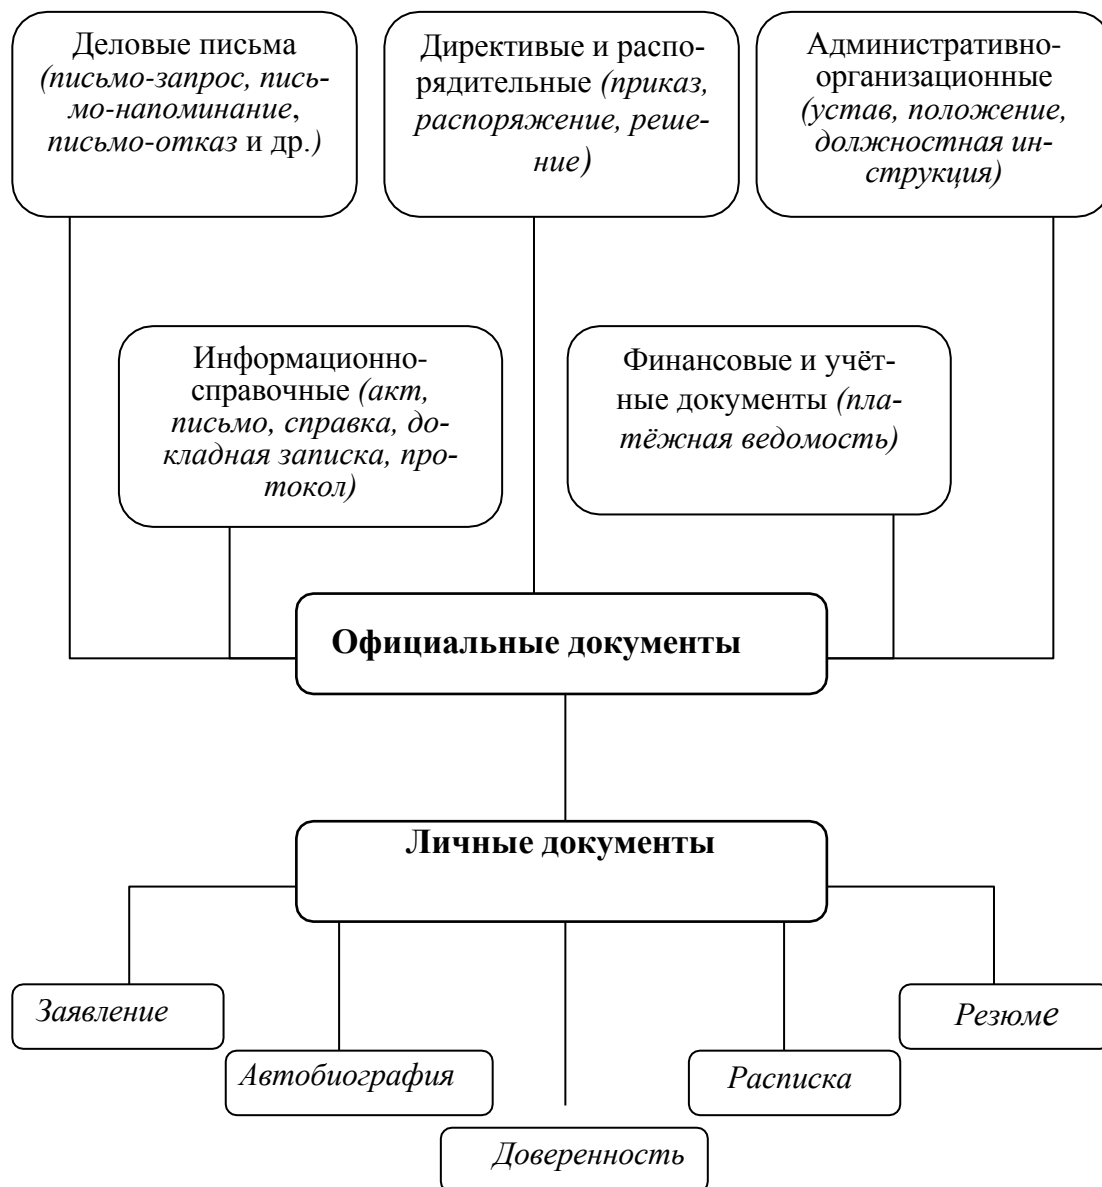 Деловые письма
(письмо-запрос, пись-
мо-напоминание,
письмо-отказ и др.)
Директивые и распо-
рядительные (приказ,
распоряжение, реше-
ние)
Административно-
организационные
(устав, положение,
должностная ин-
струкция)
Информационно-
справочные (акт,
письмо, справка, до-
кладная записка, про-
токол)
Финансовые и учёт-
ные документы (пла-
тёжная ведомость)
Официальные документы
Личные документы
Заявление
Автобиография
Доверенность
Расписка
Резюме